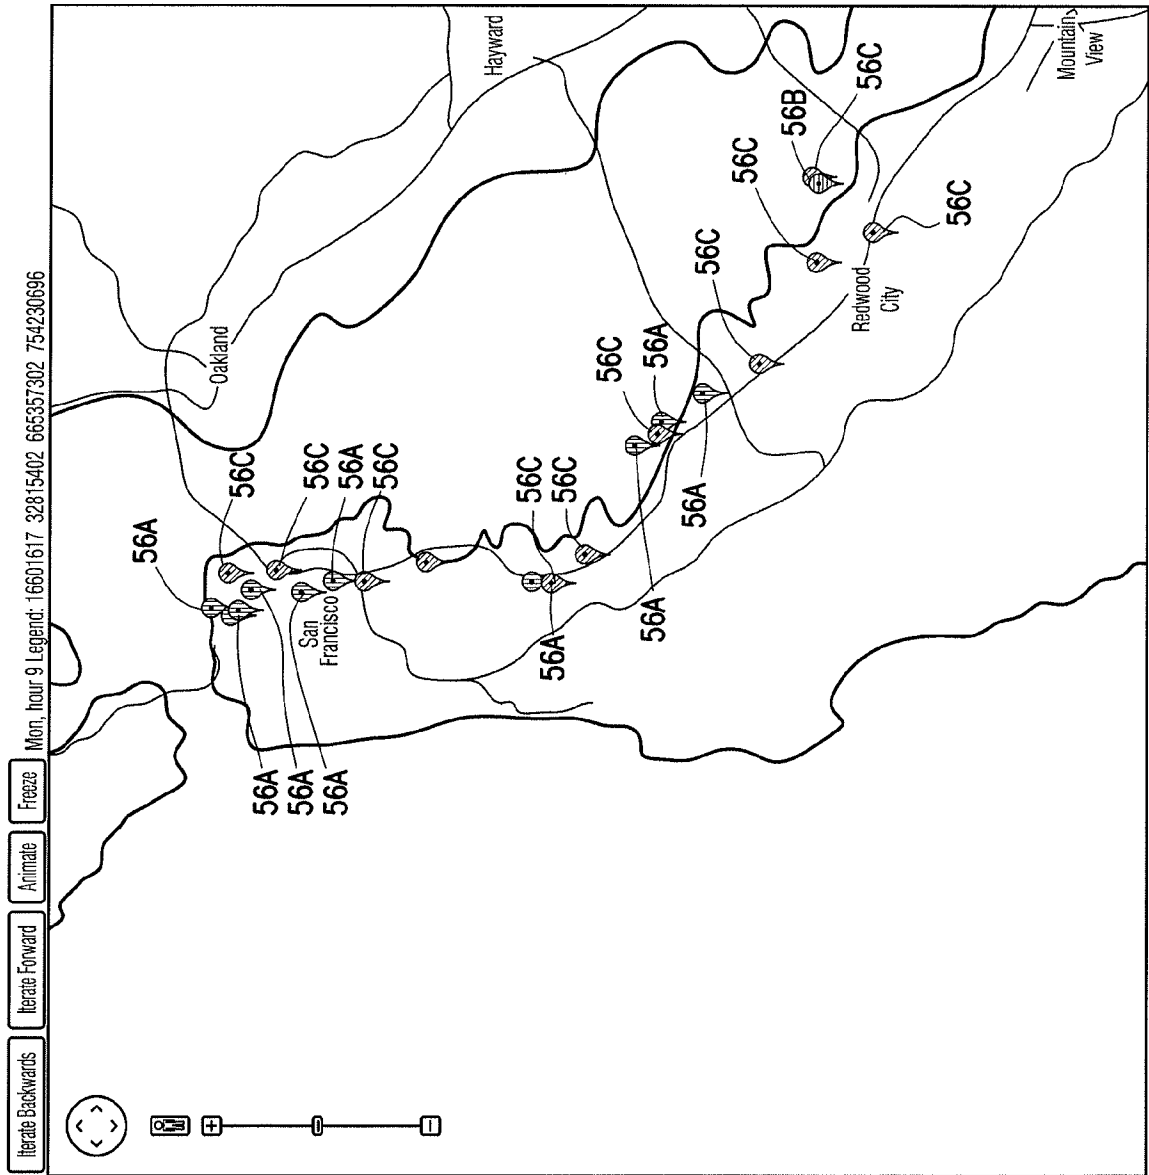 Iterate Backwards
Iterate Forward
Animate
Freeze
Mon, hour 9 Legend: 16601617 32815402 665357302 754230696
56A
Oakland
56C
56A
56A
56C
San
Francisco
56A
56A
56C
Hayward
56C
56A
56C
56C
56A
56A
56A
56C
56C
56B
56C
Redwood
City
56C
Mountain
View